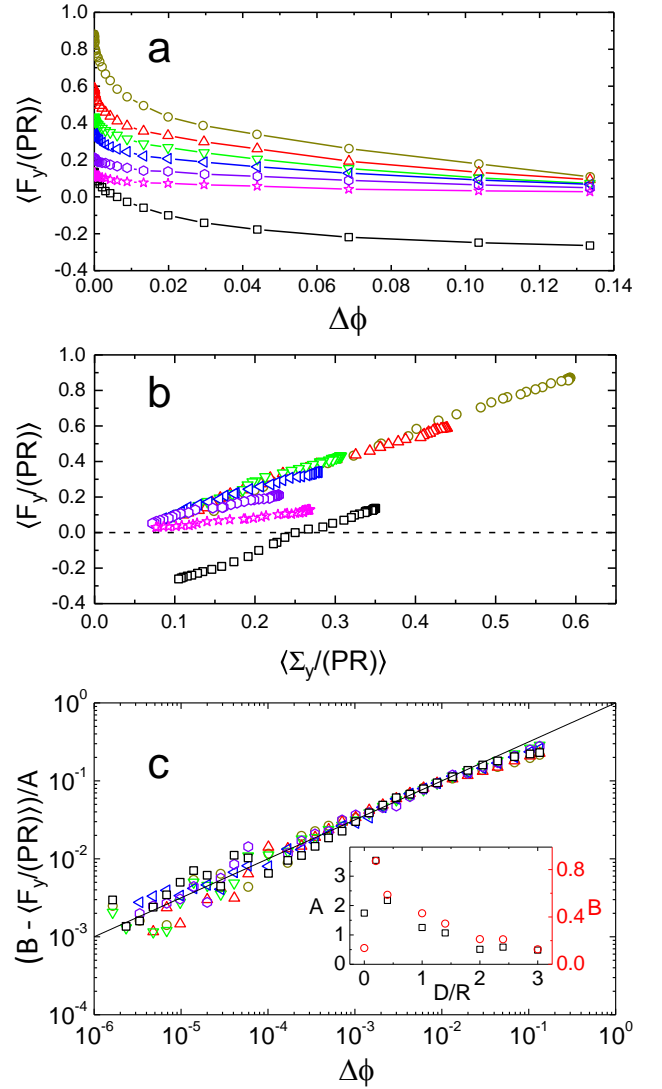 a
1.0
0.8
0.6
0.4
0.2
0.0
-0.2
-0.4
⟨F_y/(PR)⟩
0.00 0.02 0.04 0.06 0.08 0.10 0.12 0.14
Δϕ
b
1.0
0.8
0.6
0.4
0.2
0.0
-0.2
-0.4
⟨F_y/(PR)⟩
0.0 0.1 0.2 0.3 0.4 0.5 0.6
⟨Σ_y/(PR)⟩
c
10^0
10^-1
10^-2
10^-3
10^-4
(B - ⟨F_y/(PR)⟩)/A
3
2
1
0
A
0.8
0.4
0.0
B
0 1 2 3
D/R
10^-6 10^-5 10^-4 10^-3 10^-2 10^-1 10^0
Δϕ